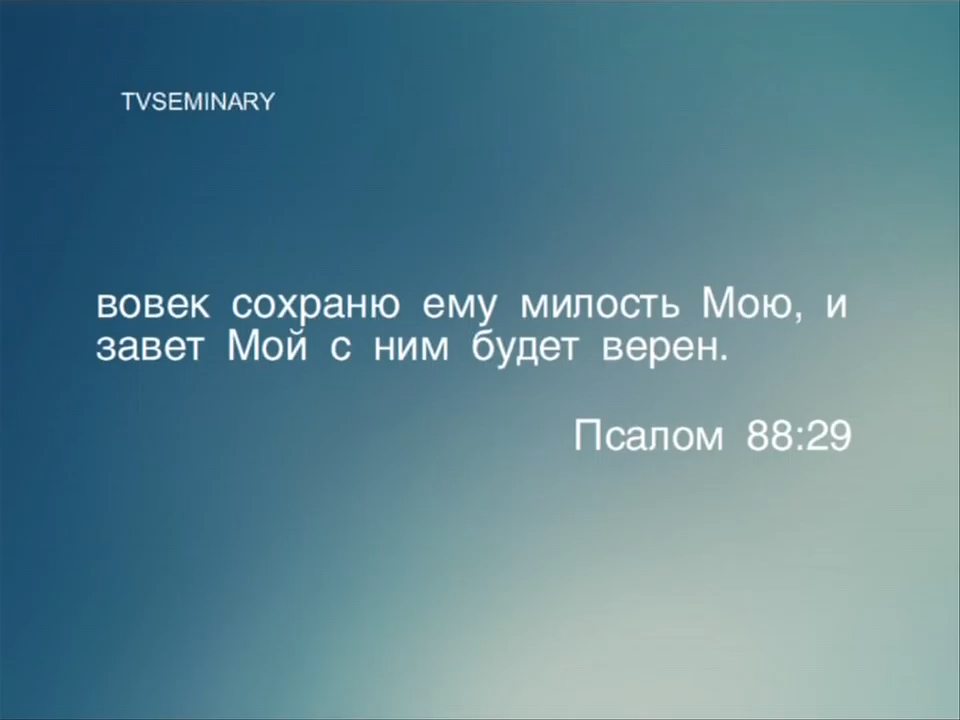 TVSEMINARY
вовек сохраню ему милость Мою, и
завет Мой с ним будет верен.
Псалом 88:29